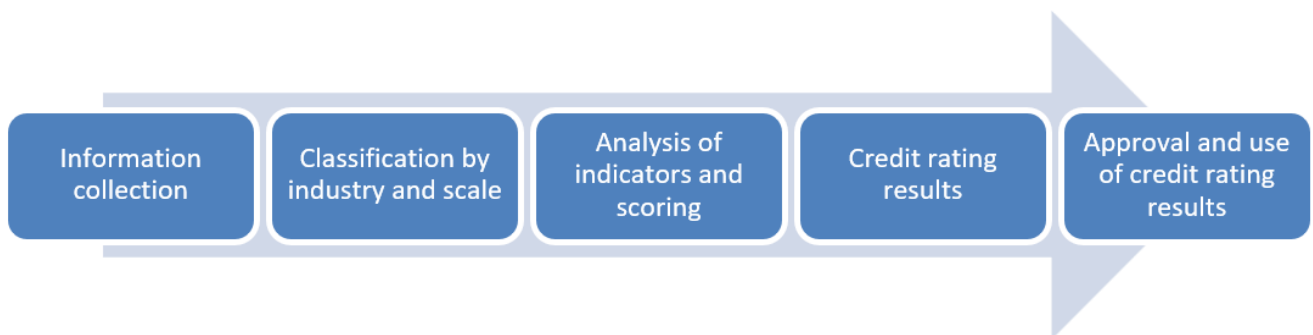 Information
collection
Classification by
industry and scale
Analysis of
indicators and
scoring
Credit rating
results
Approval and use
of credit rating
results